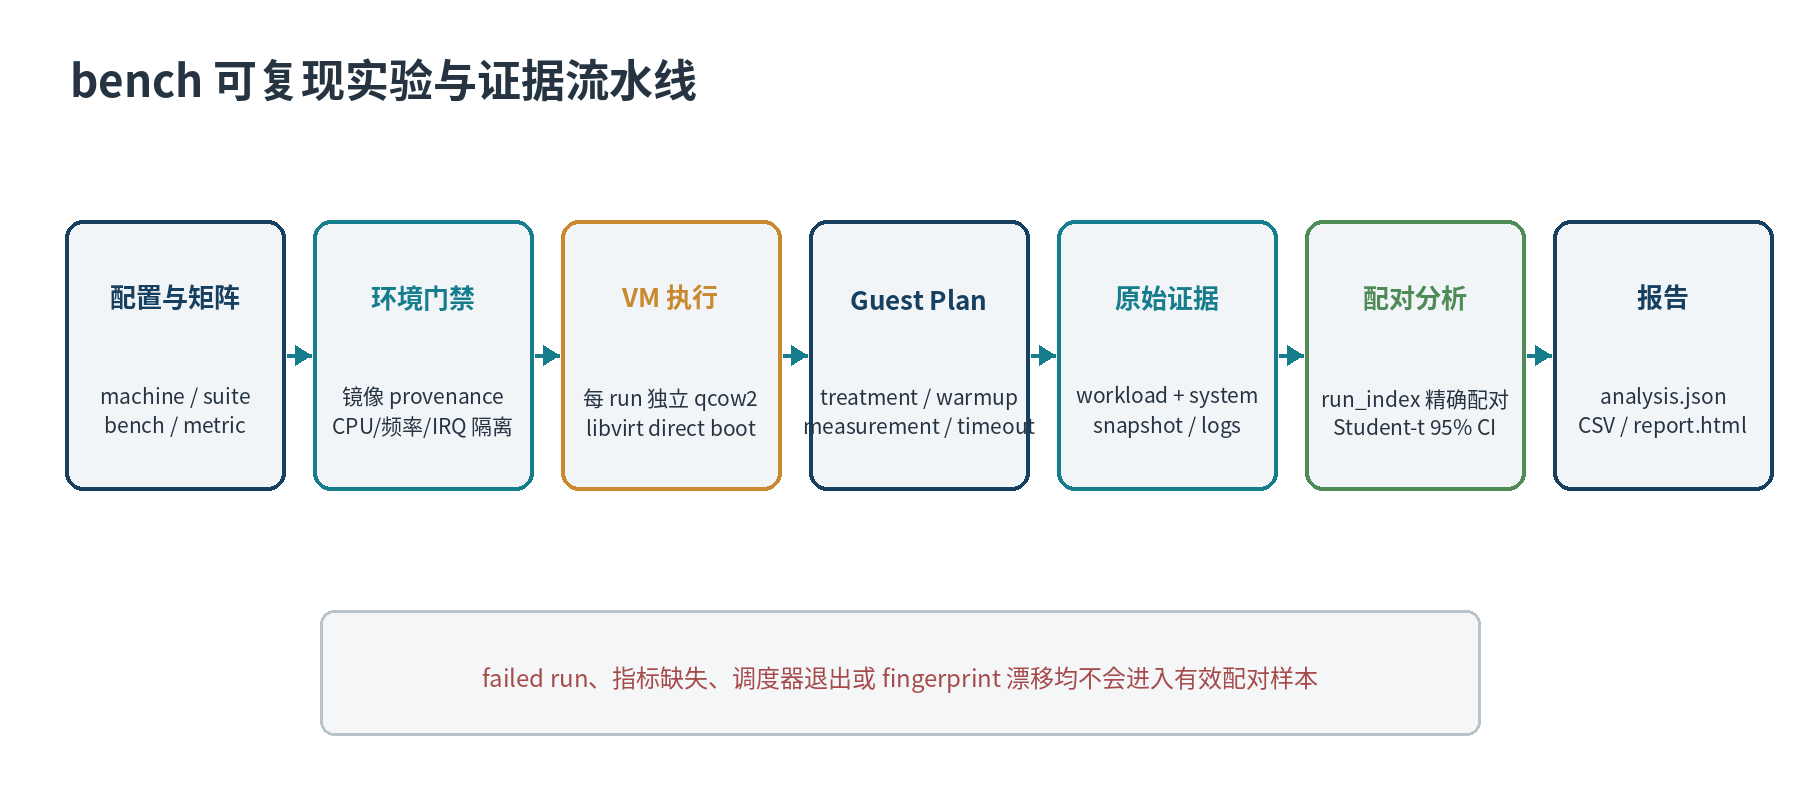 bench 可复现实验与证据流水线
配置与矩阵
machine / suite
bench / metric
环境门禁
镜像 provenance
CPU/频率/IRQ 隔离
VM 执行
每 run 独立 qcow2
libvirt direct boot
Guest Plan
treatment / warmup
measurement / timeout
原始证据
workload + system
snapshot / logs
配对分析
run_index 精确配对
Student-t 95% CI
报告
analysis.json
CSV / report.html
failed run、指标缺失、调度器退出或 fingerprint 漂移均不会进入有效配对样本